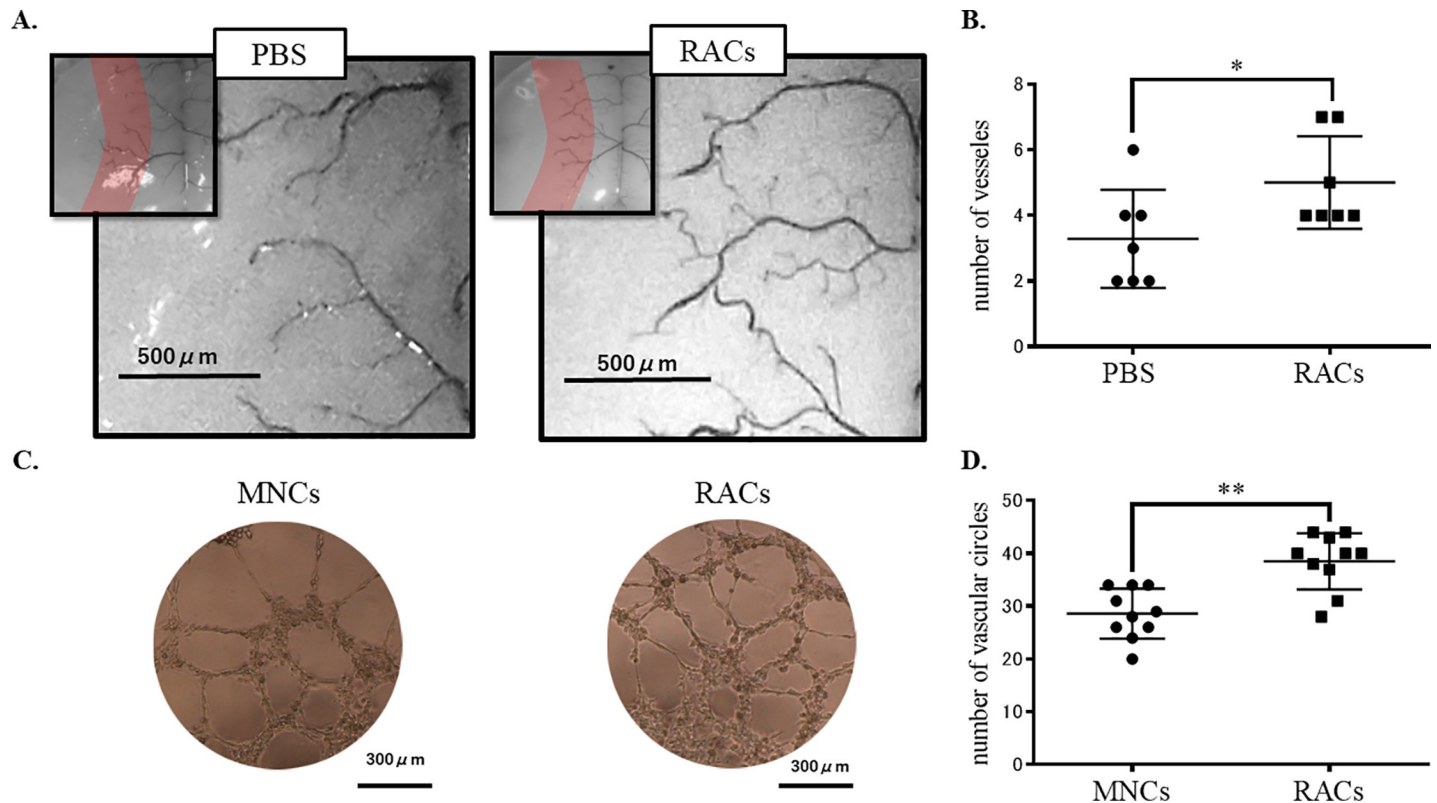 A.
PBS
RACs
500 μm
500 μm
B.
*
number of vesseles
8
6
4
2
0
PBS
RACs
C.
MNCs
RACs
300 μm
300 μm
D.
**
number of vascular circles
50
40
30
20
10
0
MNCs
RACs